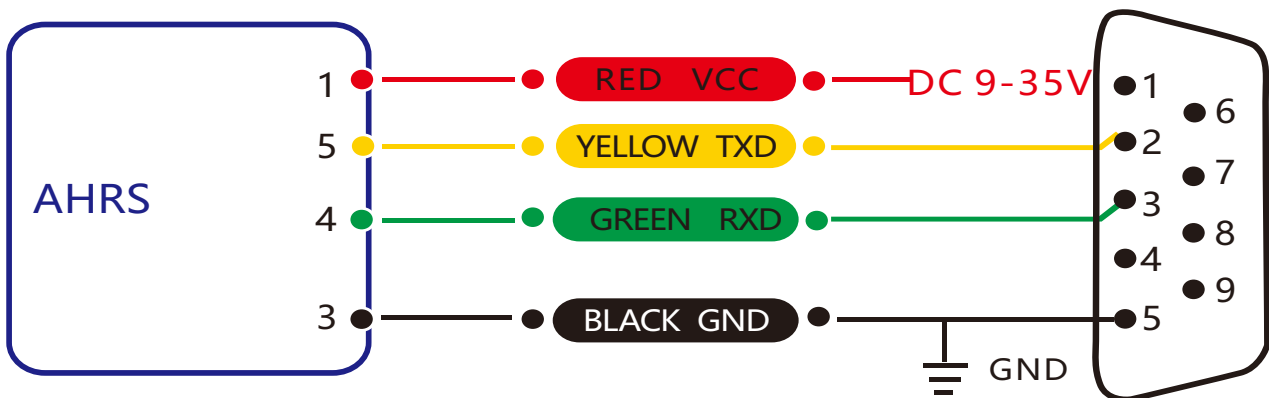 AHRS
1 RED VCC DC 9-35V
5 YELLOW TXD
4 GREEN RXD
3 BLACK GND
GND
1
2
3
4
5
6
7
8
9